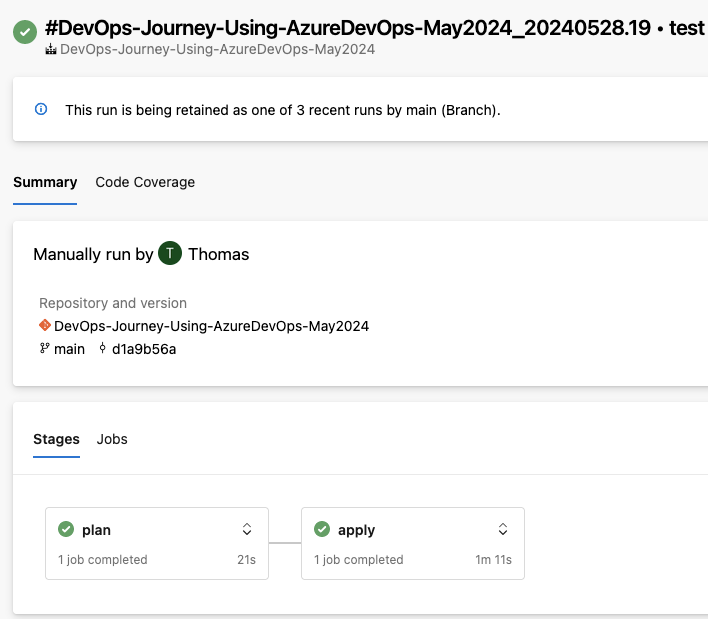 #DevOps-Journey-Using-AzureDevOps-May2024_20240528.19 • test
DevOps-Journey-Using-AzureDevOps-May2024
This run is being retained as one of 3 recent runs by main (Branch).
Summary Code Coverage
Manually run by T Thomas
Repository and version
DevOps-Journey-Using-AzureDevOps-May2024
main d1a9b56a
Stages Jobs
plan apply
1 job completed 21s 1 job completed 1m 11s